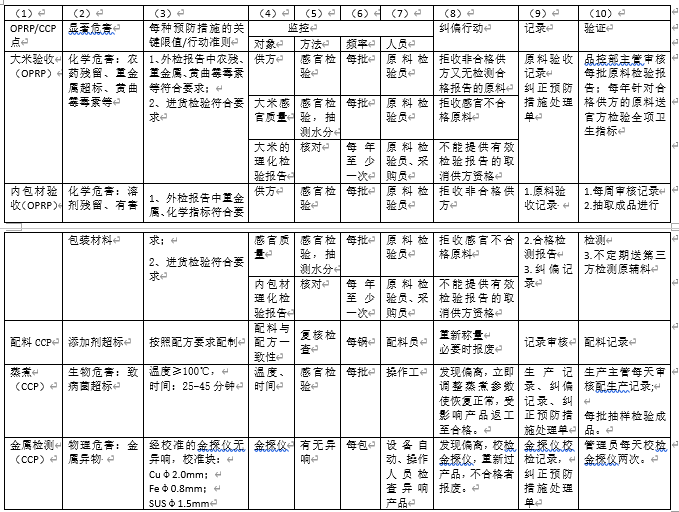 （1）
（2）
（3）
（4）
（5）
（6）
（7）
（8）
（9）
（10）
OPRP/CCP
点
显著危害
每种预防措施的关
键限值/行动准则
监控
对象
方法
频率
人员
纠偏行动
记录
验证
大米验收
（OPRP）
化学危害：农
药残留、重金
属超标、黄曲
霉毒素等
1、外检报告中农残、
重金属、黄曲霉毒素
等符合要求；
2、进货检验符合要
求
供方
感官检
验
每批
原料检
验员
拒收非合格供
方又无检测合
格报告的原料
大米感
官质量
感官检
验，抽
测水分
每批
原料检
验员
拒收感官不合
格原料
大米的
理化检
验报告
核对
每年
至少
一次
原料检
验员、采
购员
不能提供有效
检验报告的取
消供方资格
原料验收
记录
纠正预防
措施处理
单
品控部主管审核
每批原料检验报
告；每年针对合
格供方的原料送
官方检验全项卫
生指标
内包材验
收(OPRP）
化学危害：溶
剂残留、有害
1、外检报告中重金
属、化学指标符合要
供方
感官检
验
每批
原料检
验员
拒收非合格供
方
1.原料验
收记录
1.每周审核记录
2.抽取成品进行
包装材料
求；
2、进货检验符合要
求
感官质
量
感官检
验，抽
测水分
每批
原料检
验员
拒收感官不合
格原料
内包材
理化检
验报告
核对
每年
至少
一次
原料检
验员、采
购员
不能提供有效
检验报告的取
消供方资格
2.合格检
测报告
3.纠偏记
录
检测
3.不定期送第三
方检测原辅料
配料 CCP
添加剂超标
按照配方要求配制
配料与
配方一
致性
复核检
查
每锅
配料员
重新称量
必要时报废
记录审核
配料记录
蒸煮
（CCP）
生物危害：致
病菌超标
温度≥100℃，
时间：25-45 分钟
温度、
时间
感官检
验
每批
操作工
发现偏离，立即
调整蒸煮参数
使恢复正常，受
影响产品返工
至合格。
生产记
录、纠偏
记录、纠
正预防措
施处理单
生产主管每天审
核生产记录；
每批抽样检验成
品。
金属检测
（CCP）
物理危害：金
属异物
经校准的金探仪无
异响，校准块：
Cuφ2.0mm；
Feφ0.8mm；
SUSφ1.5mm
金探仪
有无异
响
每包
设备自
动、操作
人员检
查异响
产品
发现偏离，校检
金探仪，重新过
产品，不合格者
报废。
金探仪校
检记录，
纠正预防
措施处理
单
管理员每天校检
金探仪两次。